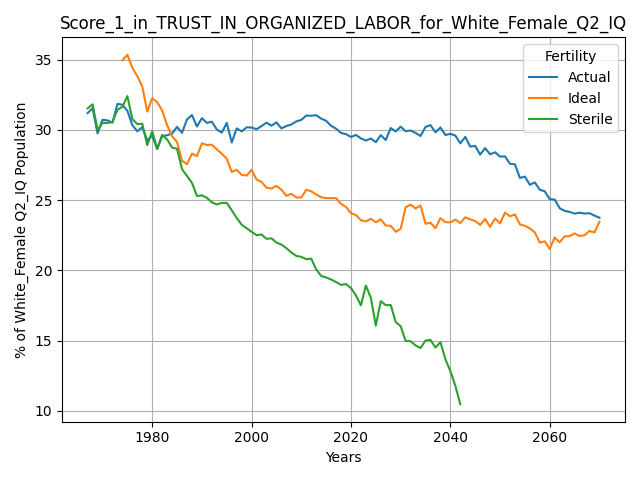 Score_1_in_TRUST_IN_ORGANIZED_LABOR_for_White_Female_Q2_IQ
Fertility
Actual
Ideal
Sterile
% of White_Female Q2_IQ Population
35
30
25
20
15
10
1980
2000
2020
2040
2060
Years